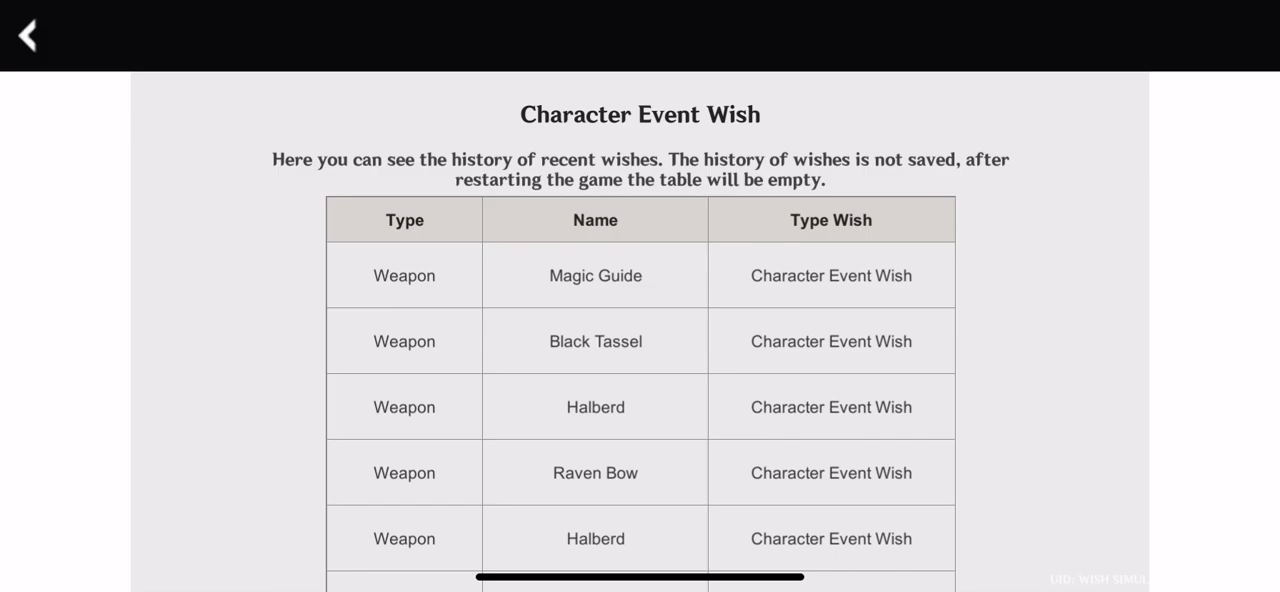 Character Event Wish
Here you can see the history of recent wishes. The history of wishes is not saved, after
restarting the game the table will be empty.
Type Name Type Wish
Weapon Magic Guide Character Event Wish
Weapon Black Tassel Character Event Wish
Weapon Halberd Character Event Wish
Weapon Raven Bow Character Event Wish
Weapon Halberd Character Event Wish
UID: WISH SIMUL